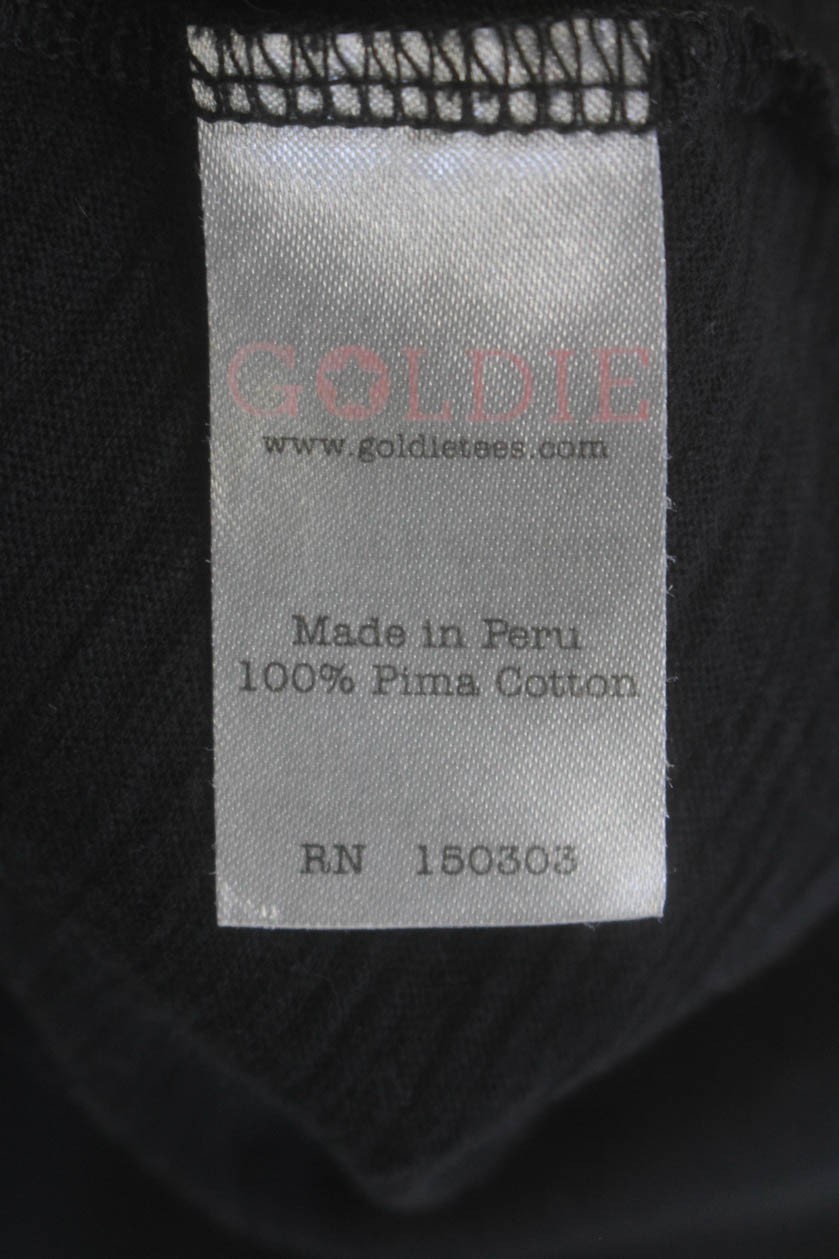 GOLDIE
www.goldietees.com
Made in Peru
100% Pima Cotton
RN 150303